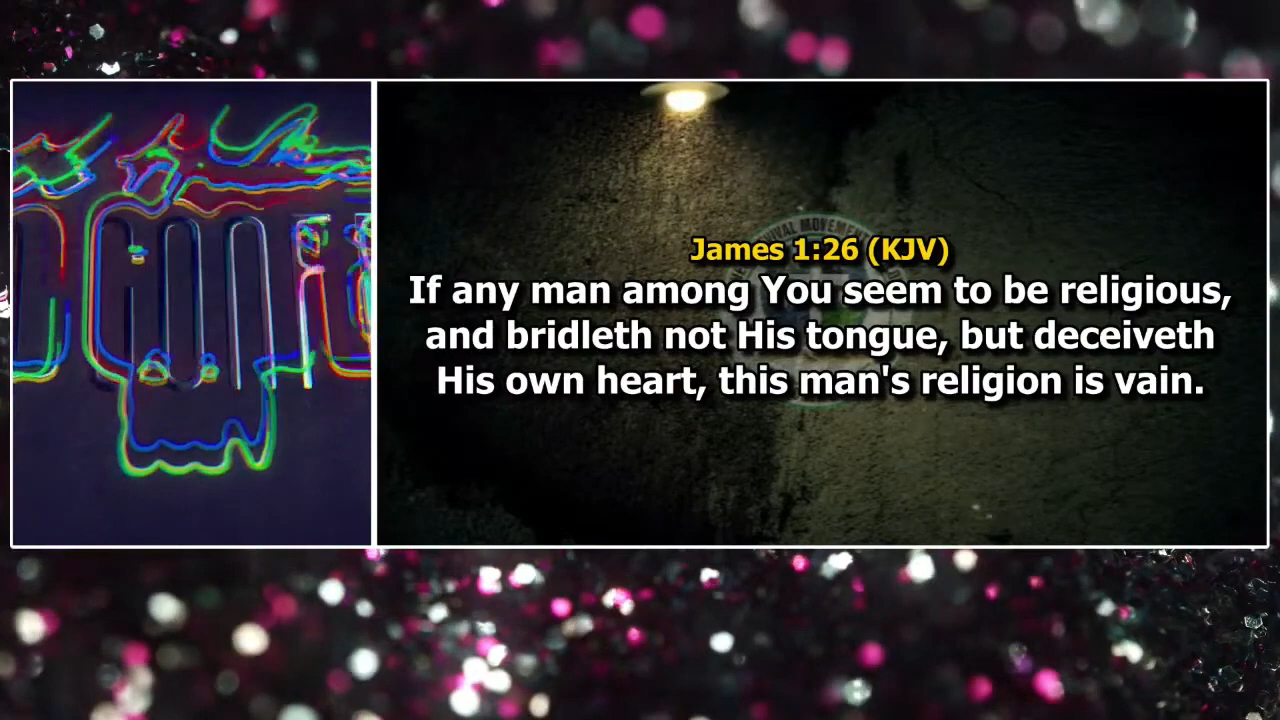 James 1:26 (KJV)
If any man among You seem to be religious,
and bridleth not His tongue, but deceiveth
His own heart, this man's religion is vain.